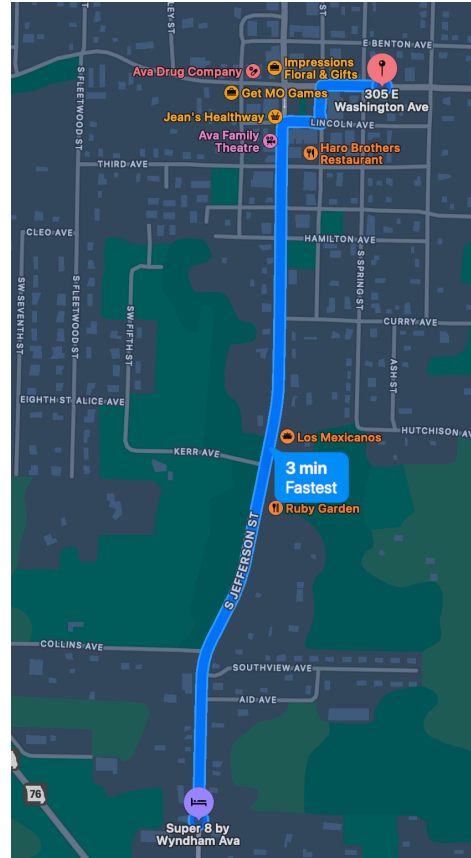 ELEY ST
E BENTON AVE
Impressions
Floral & Gifts
Ava Drug Company
S FLEETWOOD ST
305 E
Washington Ave
Get MO Games
Jean's Healthway
LINCOLN AVE
Ava Family
Theatre
Haro Brothers
Restaurant
THIRD AVE
CLEO AVE
HAMILTON AVE
SW SEVENTH ST
S FLEETWOOD ST
SW FIFTH ST
S SPRING ST
CURRY AVE
ASH ST
EIGHTH ST ALICE AVE
HUTCHISON AV
Los Mexicanos
KERR AVE
3 min
Fastest
Ruby Garden
S JEFFERSON ST
COLLINS AVE
SOUTHVIEW AVE
AID AVE
76
Super 8 by
Wyndham Ava